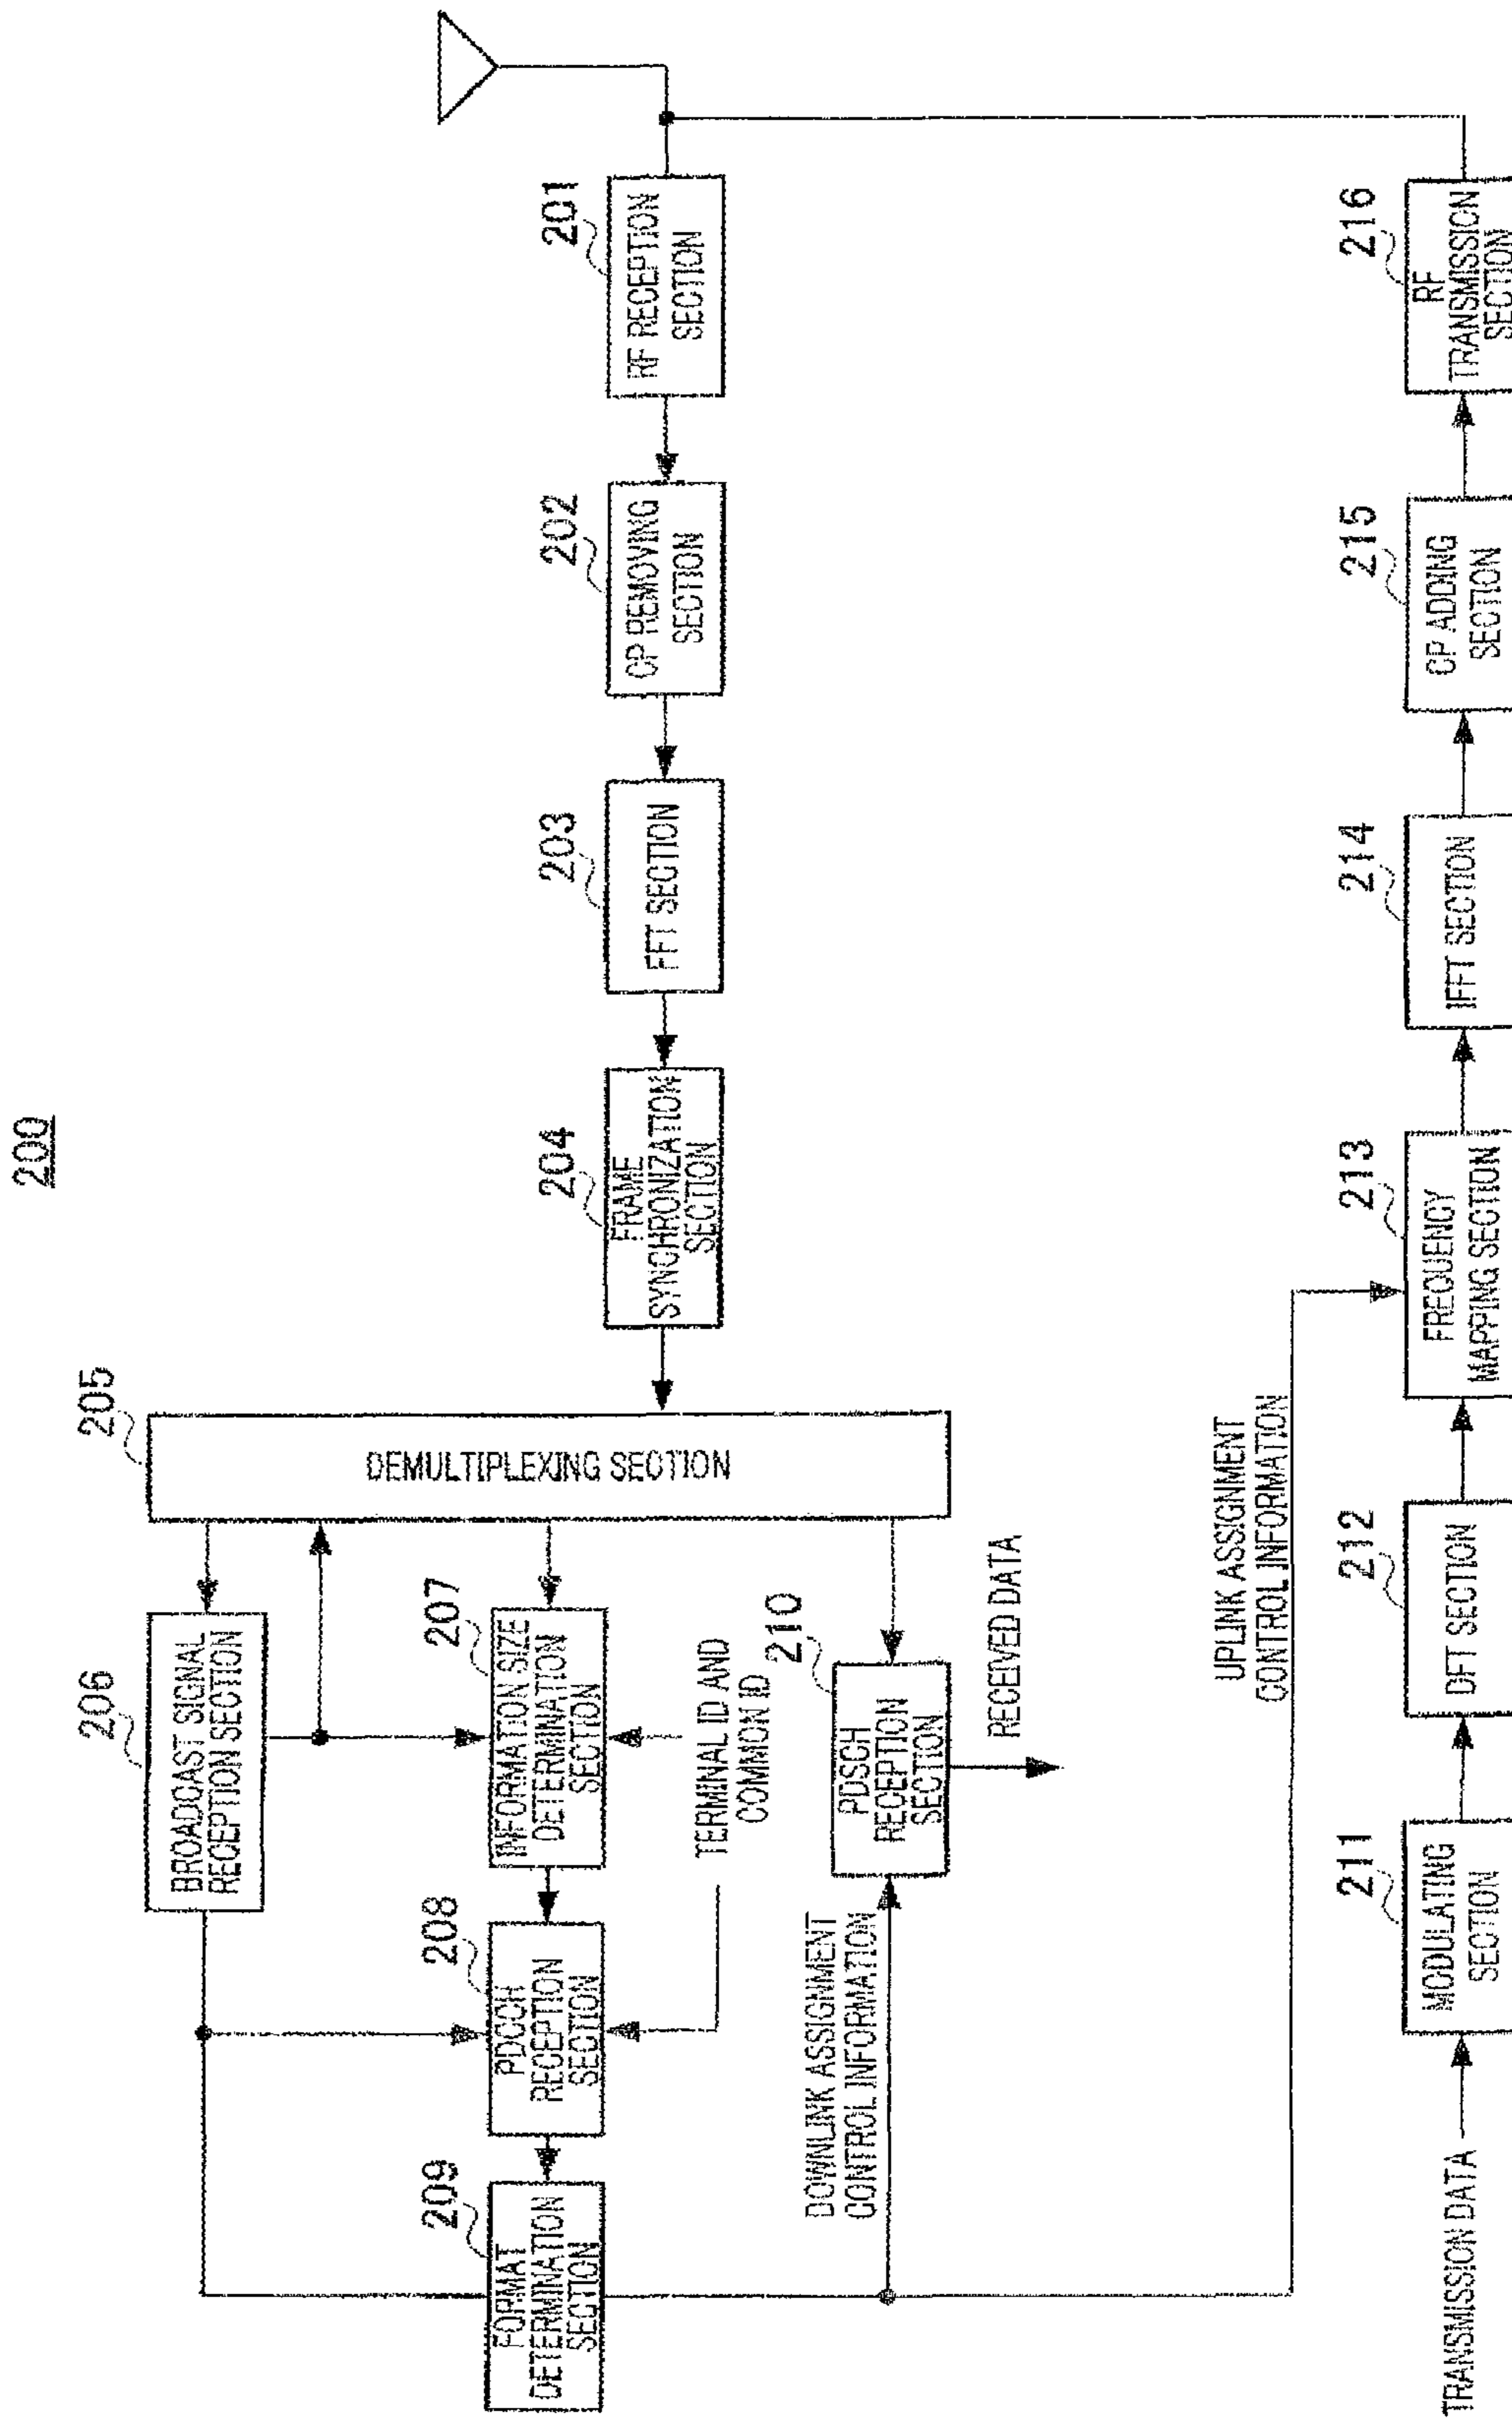 200
201
RF RECEPTION
SECTION
202
CP REMOVING
SECTION
203
FFT SECTION
204
FRAME
SYNCHRONIZATION
SECTION
205
DEMULTIPLEXING SECTION
206
BROADCAST SIGNAL
RECEPTION SECTION
207
INFORMATION SIZE
DETERMINATION
SECTION
208
PDCCH
RECEPTION
SECTION
209
FORMAT
DETERMINATION
SECTION
TERMINAL ID AND
COMMON ID
210
PDSCH
RECEPTION
SECTION
RECEIVED DATA
DOWNLINK ASSIGNMENT
CONTROL INFORMATION
UPLINK ASSIGNMENT
CONTROL INFORMATION
TRANSMISSION DATA
211
MODULATING
SECTION
212
DFT SECTION
213
FREQUENCY
MAPPING SECTION
214
IFFT SECTION
215
CP ADDING
SECTION
216
RF
TRANSMISSION
SECTION